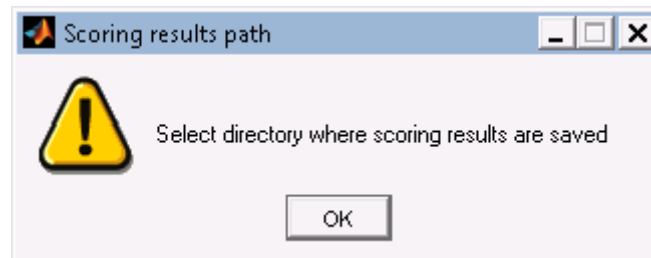 Scoring results path
Select directory where scoring results are saved
OK